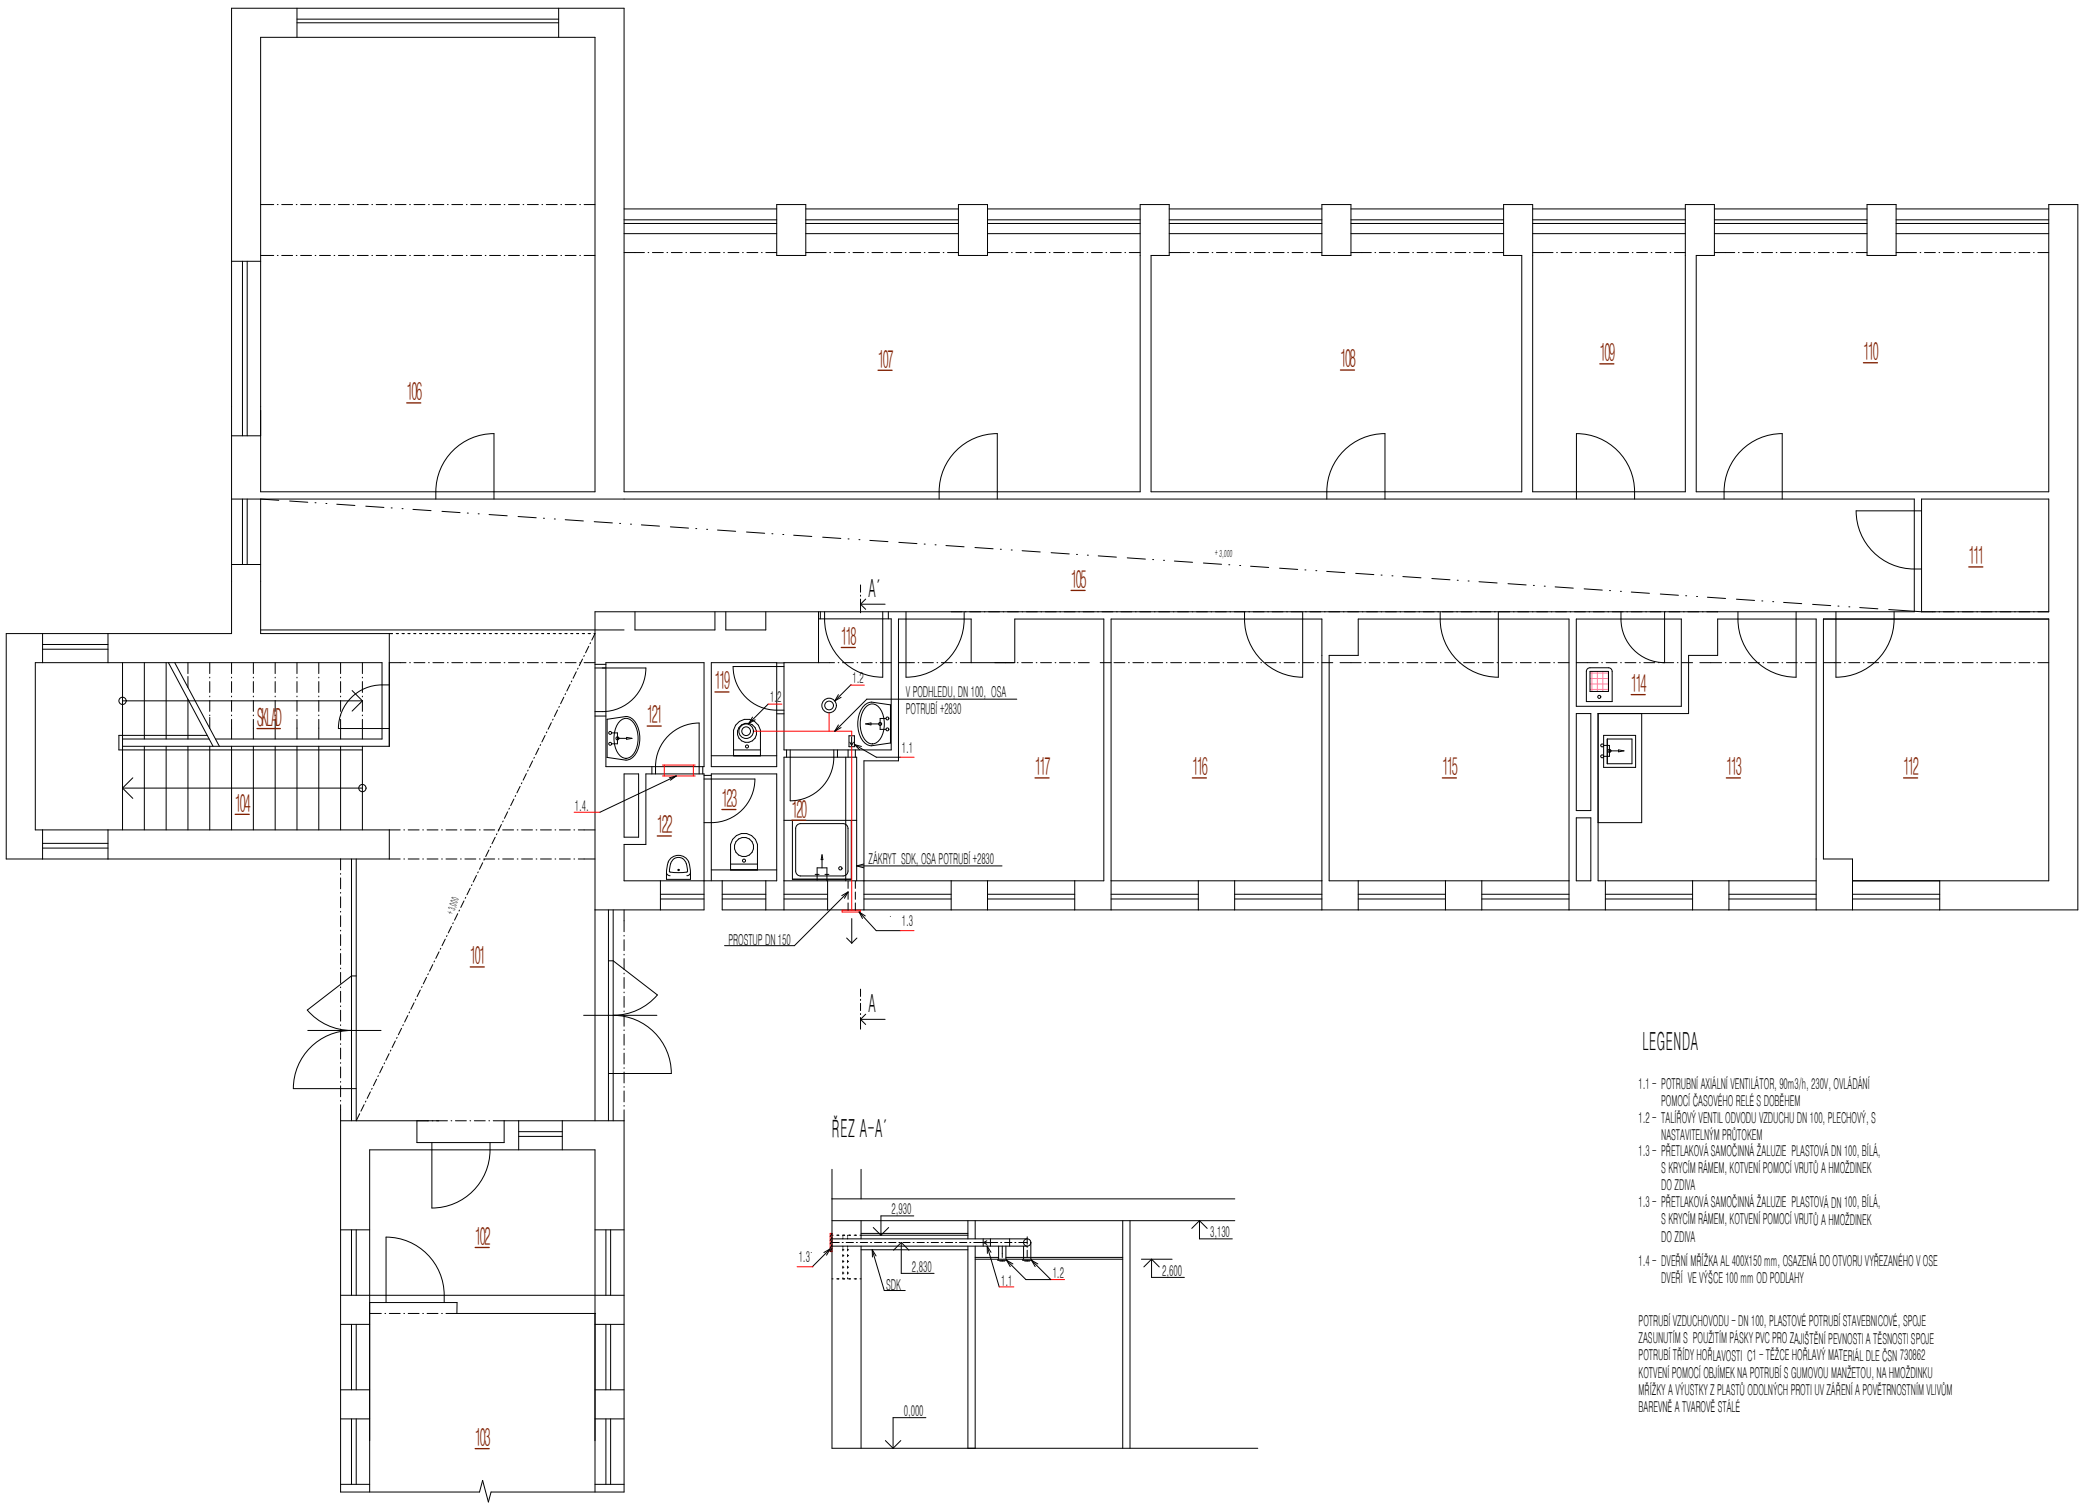 106
107
108
109
110
+3,000
111
105
A´
118
119
1.2
1.2
V PODHLEDU, DN 100, OSA
POTRUBÍ +2830
114
SKLAD
121
1.1
117
116
115
113
112
104
1.4.
123
120
122
ZÁKRYT SDK, OSA POTRUBÍ +2830
+3,000
1.3
PROSTUP DN 150
101
A
102
103
ŘEZ A-A´
2,930
3,130
1.3
2,830
1.2
2,600
SDK
1.1
0,000
LEGENDA
1.1 - POTRUBNÍ AXIÁLNÍ VENTILÁTOR, 90m3/h, 230V, OVLÁDÁNÍ
POMOCÍ ČASOVÉHO RELÉ S DOBĚHEM
1.2 - TALÍŘOVÝ VENTIL ODVODU VZDUCHU DN 100, PLECHOVÝ, S
NASTAVITELNÝM PRŮTOKEM
1.3 - PŘETLAKOVÁ SAMOČINNÁ ŽALUZIE PLASTOVÁ DN 100, BÍLÁ,
S KRYCÍM RÁMEM, KOTVENÍ POMOCÍ VRUTŮ A HMOŽDINEK
DO ZDIVA
1.3 - PŘETLAKOVÁ SAMOČINNÁ ŽALUZIE PLASTOVÁ DN 100, BÍLÁ,
S KRYCÍM RÁMEM, KOTVENÍ POMOCÍ VRUTŮ A HMOŽDINEK
DO ZDIVA
1.4 - DVEŘNÍ MŘÍŽKA AL 400X150 mm, OSAZENÁ DO OTVORU VYŘEZANÉHO V OSE
DVEŘÍ VE VÝŠCE 100 mm OD PODLAHY
POTRUBÍ VZDUCHOVODU - DN 100, PLASTOVÉ POTRUBÍ STAVEBNICOVÉ, SPOJE
ZASUNUTÍM S POUŽITÍM PÁSKY PVC PRO ZAJIŠTĚNÍ PEVNOSTI A TĚSNOSTI SPOJE
POTRUBÍ TŘÍDY HOŘLAVOSTI C1 - TĚŽCE HOŘLAVÝ MATERIÁL DLE ČSN 730862
KOTVENÍ POMOCÍ OBJÍMEK NA POTRUBÍ S GUMOVOU MANŽETOU, NA HMOŽDINKU
MŘÍŽKY A VÝUSTKY Z PLASTŮ ODOLNÝCH PROTI UV ZÁŘENÍ A POVĚTRNOSTNÍM VLIVŮM
BAREVNĚ A TVAROVĚ STÁLÉ